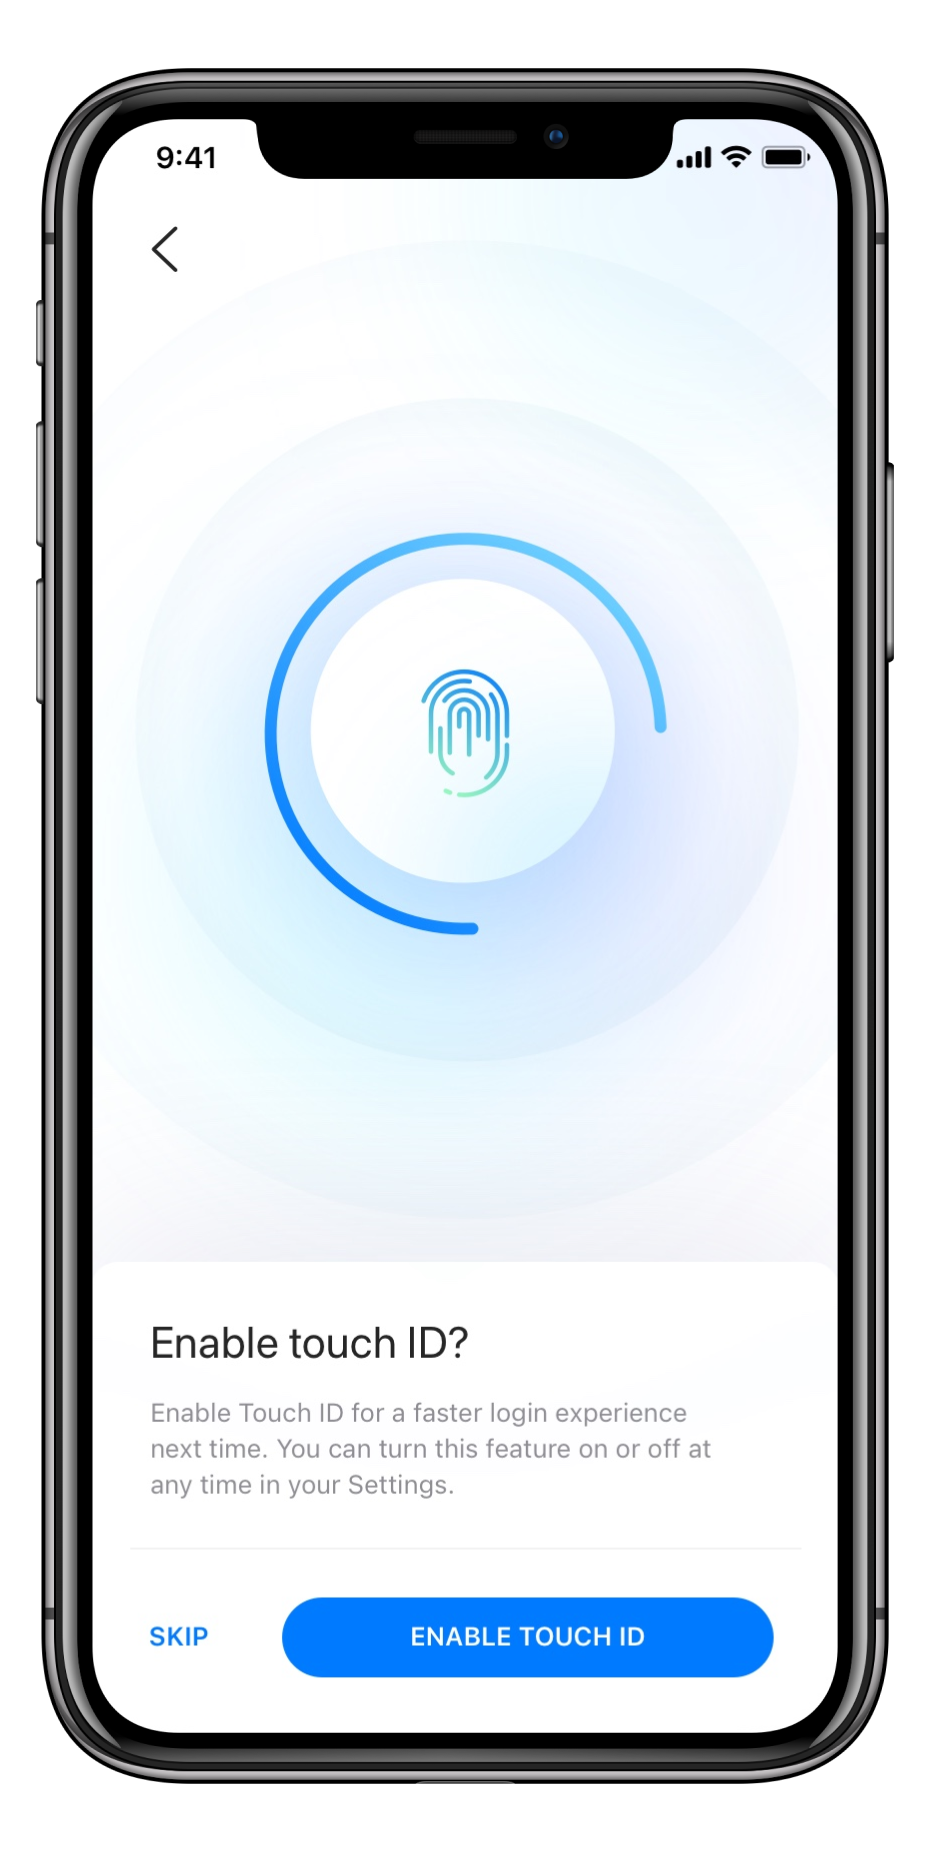 9:41
Enable touch ID?
Enable Touch ID for a faster login experience
next time. You can turn this feature on or off at
any time in your Settings.
SKIP
ENABLE TOUCH ID